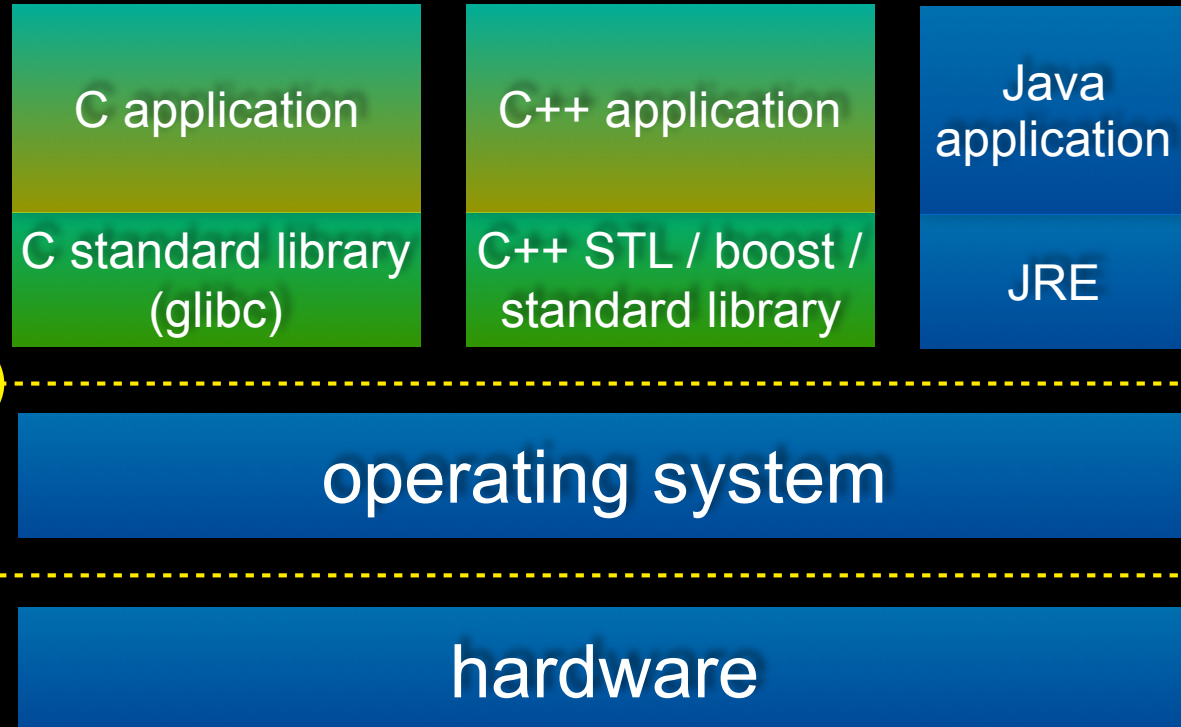 C application
C++ application
Java
application
C standard library
(glibc)
C++ STL / boost /
standard library
JRE
operating system
hardware